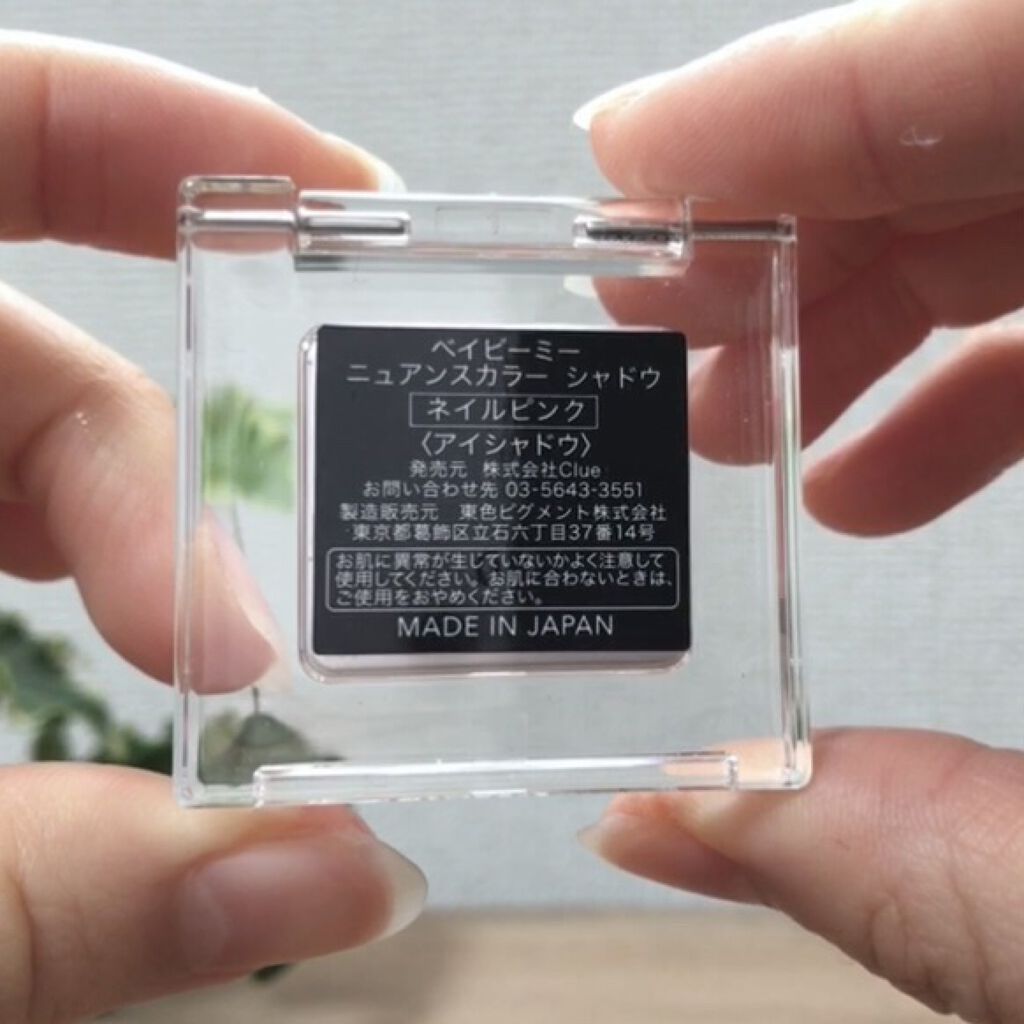 ベイビーミー
ニュアンスカラー シャドウ
ネイルピンク
〈アイシャドウ〉
発売元 株式会社Clue
お問い合わせ先 03-5643-3551
製造販売元 東色ピグメント株式会社
東京都葛飾区立石六丁目37番14号
お肌に異常が生じていないかよく注意して
使用してください。お肌に合わないときは、
ご使用をおやめください。
MADE IN JAPAN